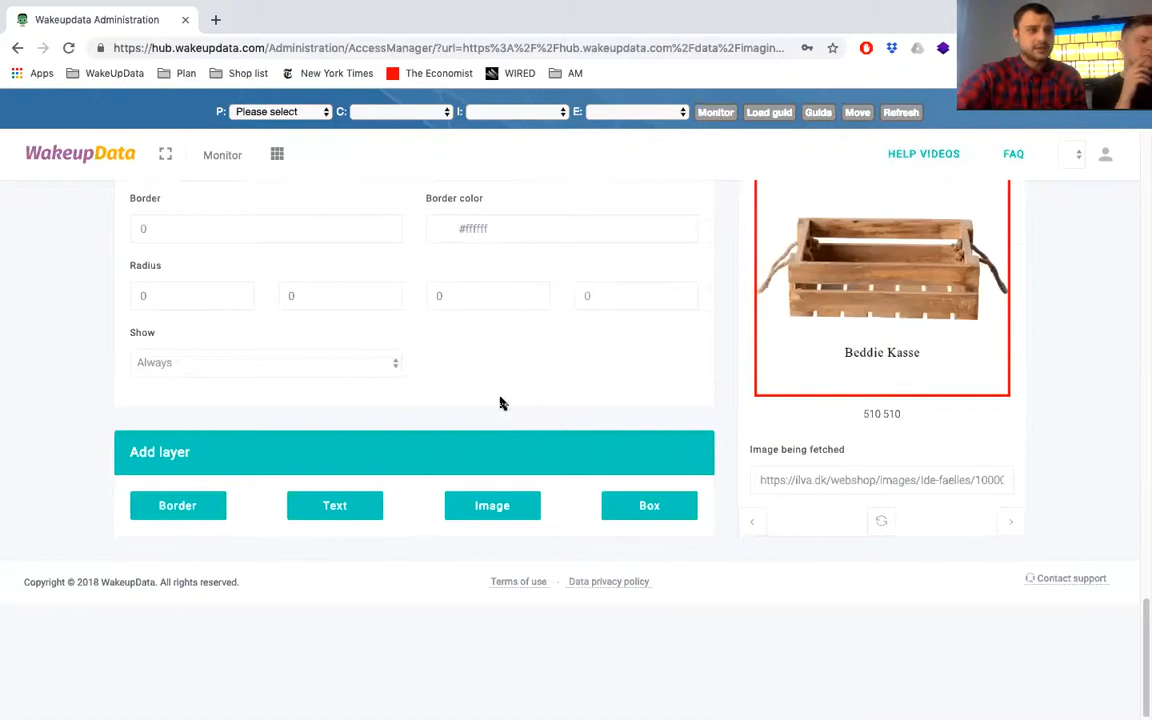 Wakeupdata Administration
https://hub.wakeupdata.com/Administration/AccessManager/?url=https%3A%2F%2Fhub.wakeupdata.com%2Fdata%2Fimagin...
Apps WakeUpData Plan Shop list New York Times The Economist WIRED AM
P: Please select C: I: E: Monitor Load guid Guids Move Refresh
WakeupData Monitor HELP VIDEOS FAQ
Border Border color
0 #ffffff
Radius
0 0 0 0
Show
Always
Beddie Kasse
510 510
Add layer
Image being fetched
https://ilva.dk/webshop/images/Ide-faelles/1000(
Border Text Image Box
Copyright © 2018 WakeupData. All rights reserved. Terms of use · Data privacy policy Contact support